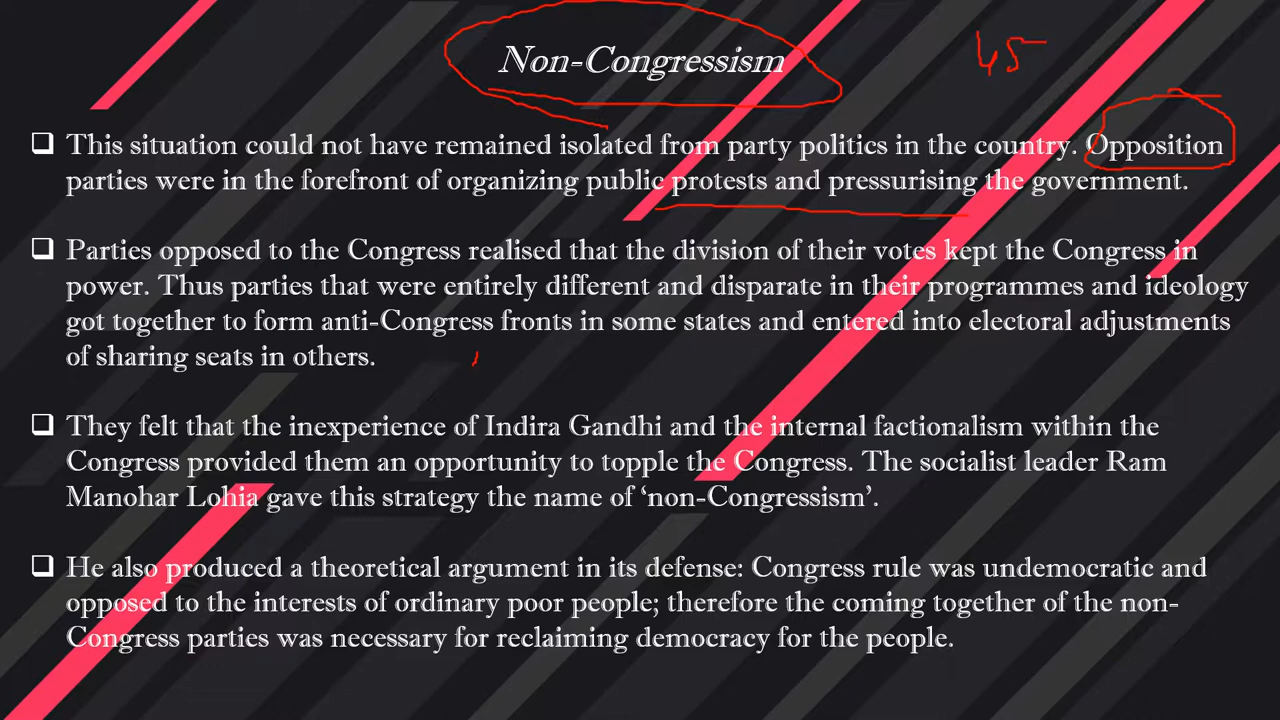 Non-Congressism
45
❑ This situation could not have remained isolated from party politics in the country. Opposition
parties were in the forefront of organizing public protests and pressurising the government.
❑ Parties opposed to the Congress realised that the division of their votes kept the Congress in
power. Thus parties that were entirely different and disparate in their programmes and ideology
got together to form anti-Congress fronts in some states and entered into electoral adjustments
of sharing seats in others.
❑ They felt that the inexperience of Indira Gandhi and the internal factionalism within the
Congress provided them an opportunity to topple the Congress. The socialist leader Ram
Manohar Lohia gave this strategy the name of ‘non-Congressism’.
❑ He also produced a theoretical argument in its defense: Congress rule was undemocratic and
opposed to the interests of ordinary poor people; therefore the coming together of the non-
Congress parties was necessary for reclaiming democracy for the people.